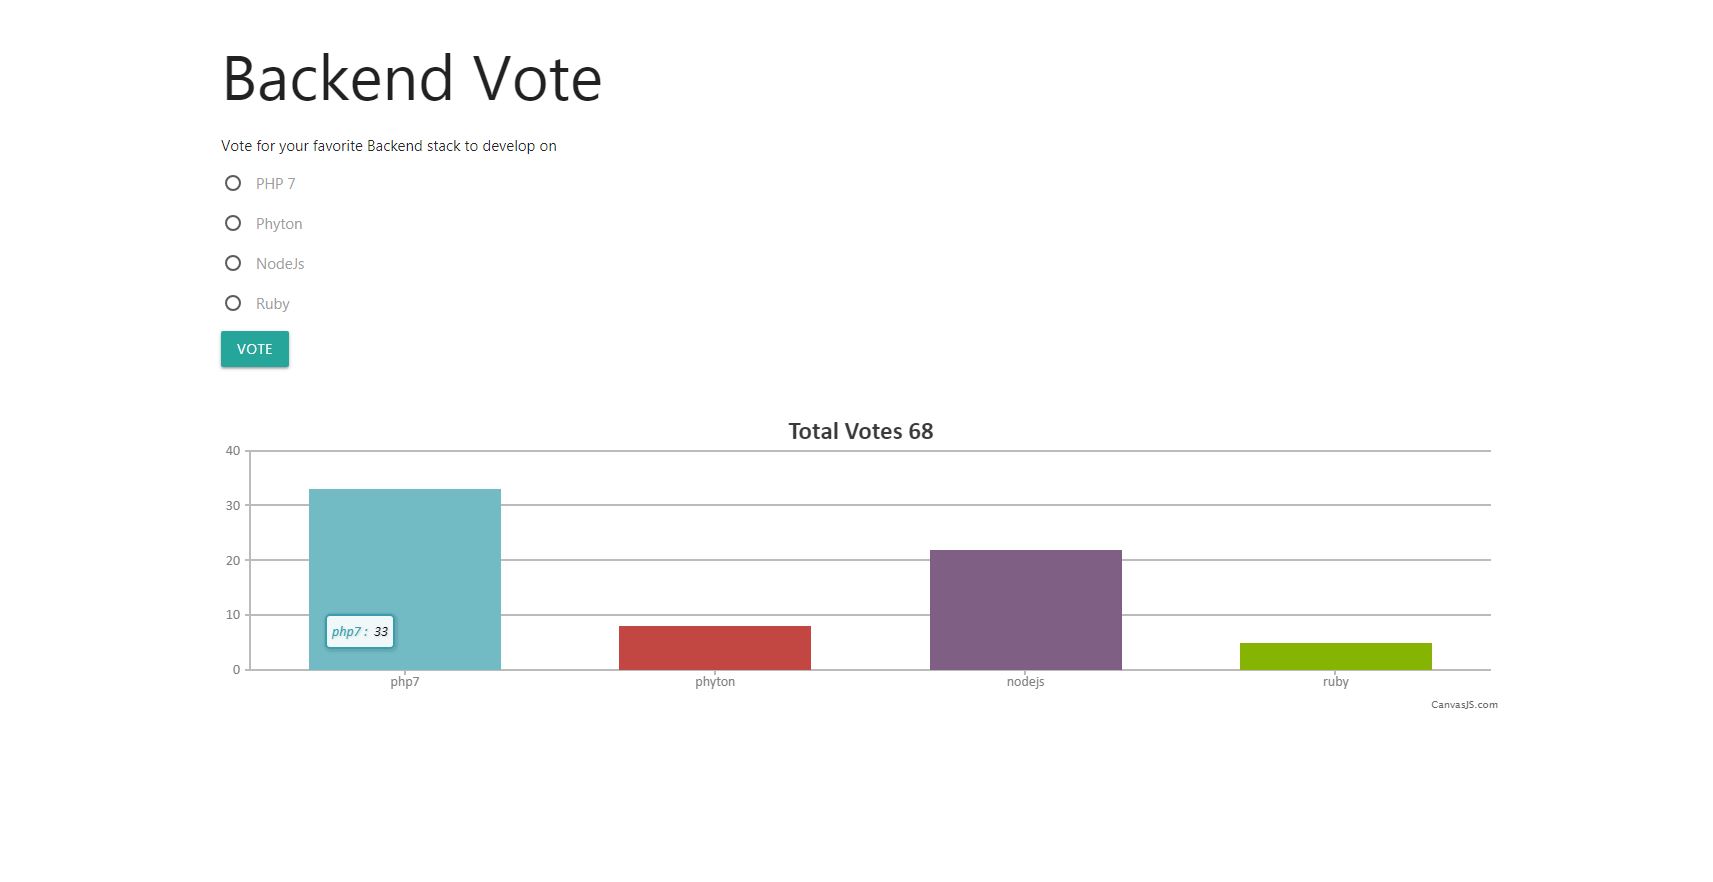 Backend Vote
Vote for your favorite Backend stack to develop on
PHP 7
Phyton
NodeJs
Ruby
VOTE
Total Votes 68
40
30
20
10
0
php7: 33
php7 phyton nodejs ruby
CanvasJS.com